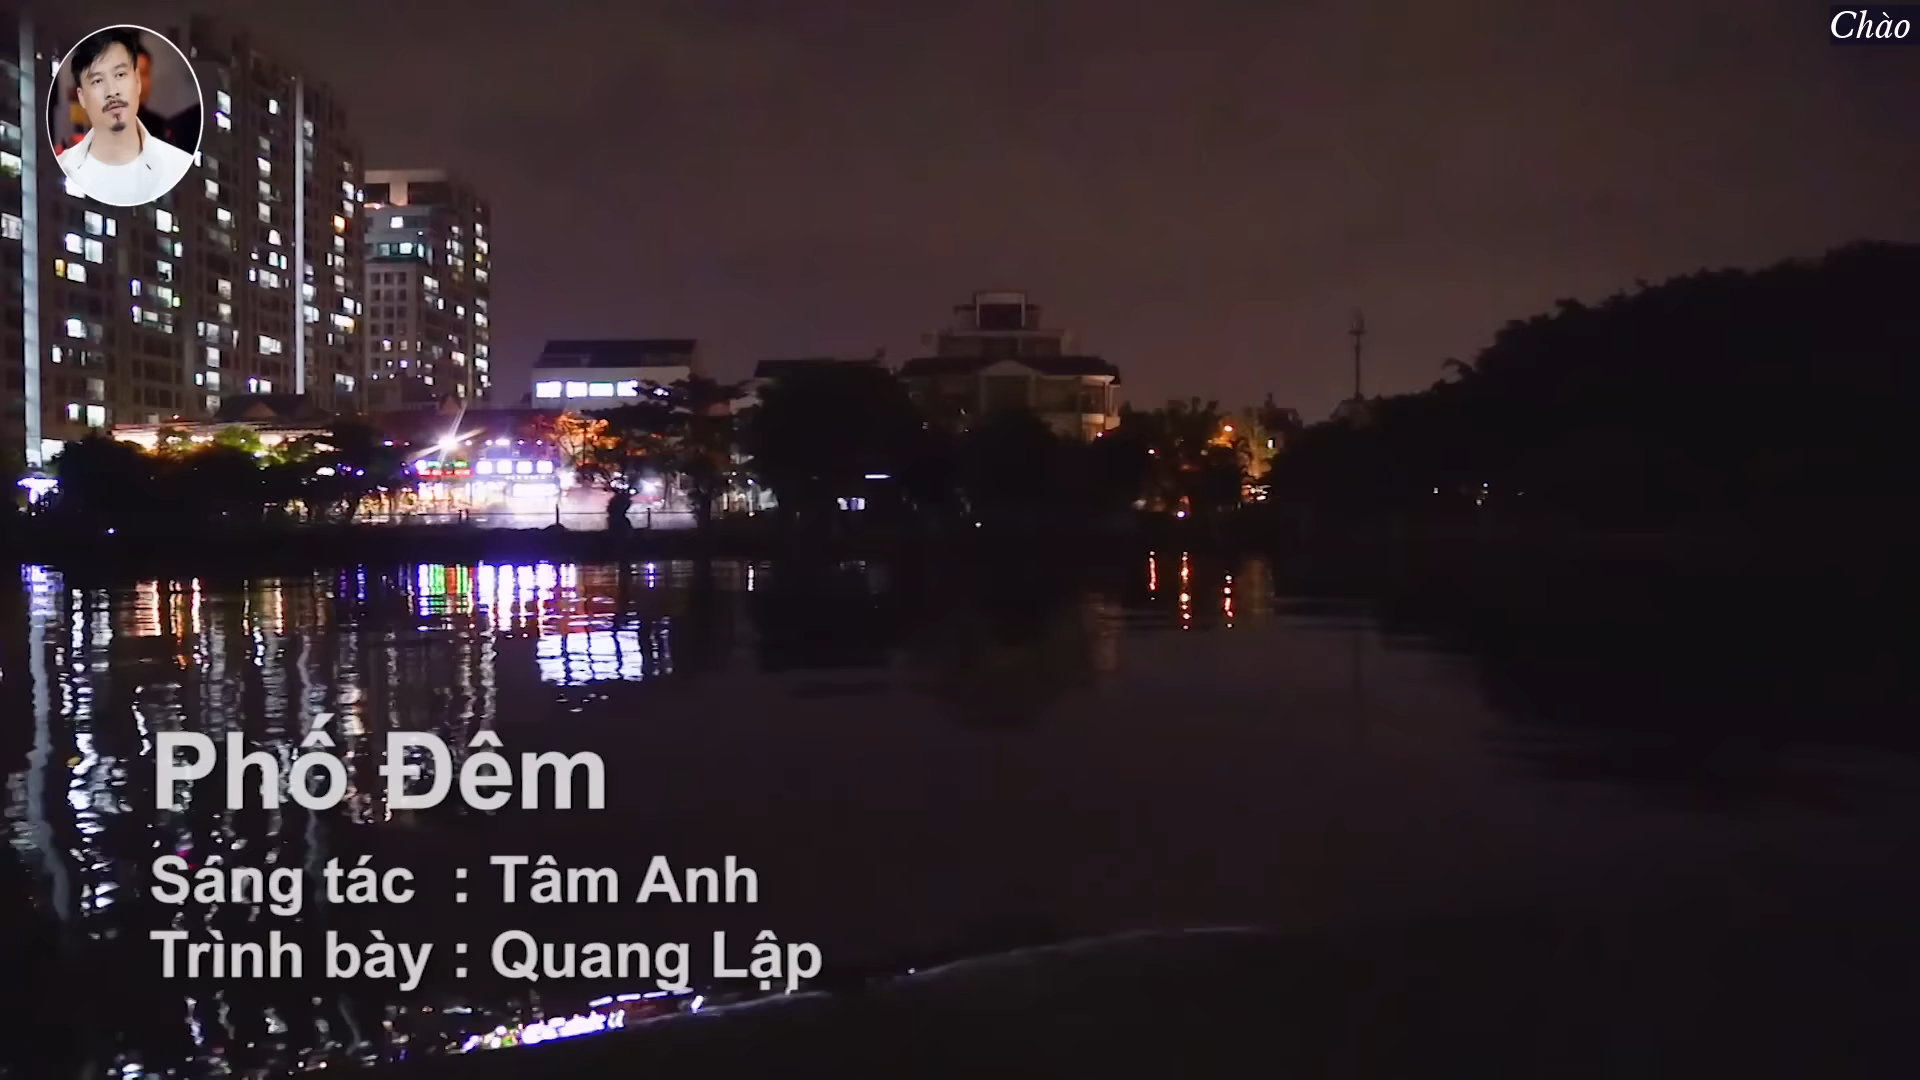 Chào
Phố Đêm
Sáng tác : Tâm Anh
Trình bày : Quang Lập